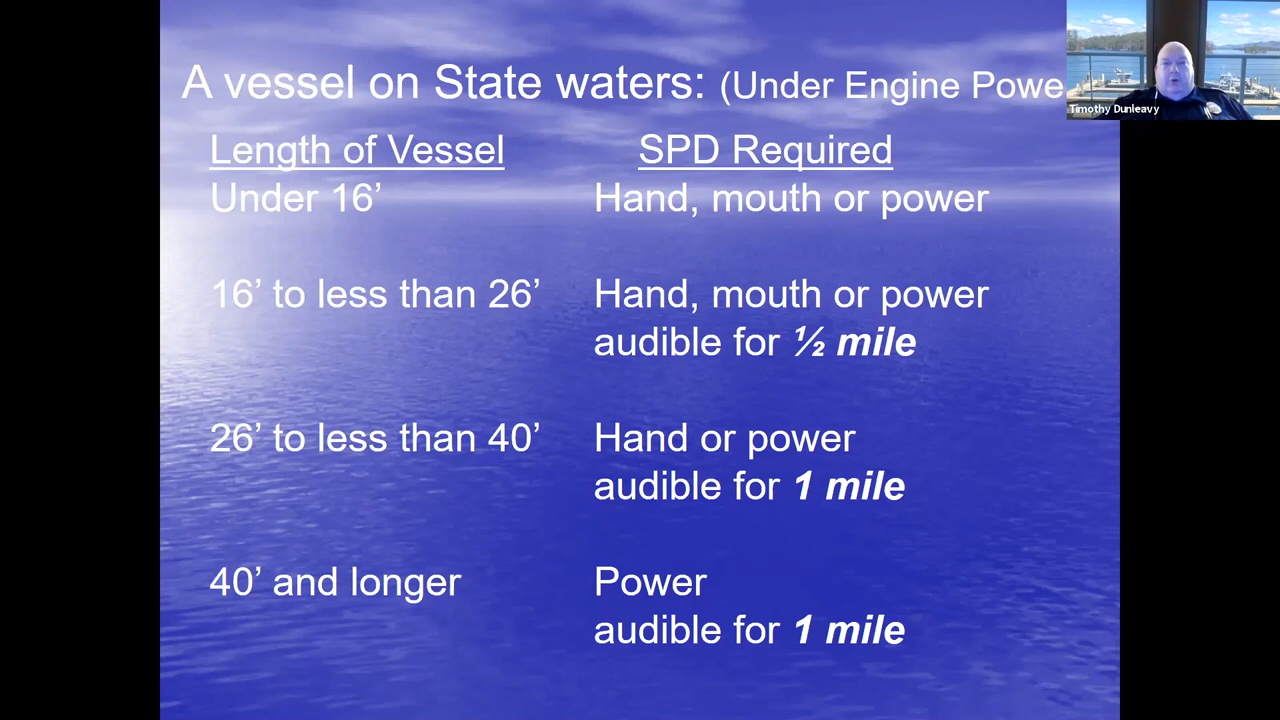 A vessel on State waters: (Under Engine Powe
Timothy Dunleavy
Length of Vessel SPD Required
Under 16’ Hand, mouth or power
16’ to less than 26’ Hand, mouth or power
audible for ½ mile
26’ to less than 40’ Hand or power
audible for 1 mile
40’ and longer Power
audible for 1 mile